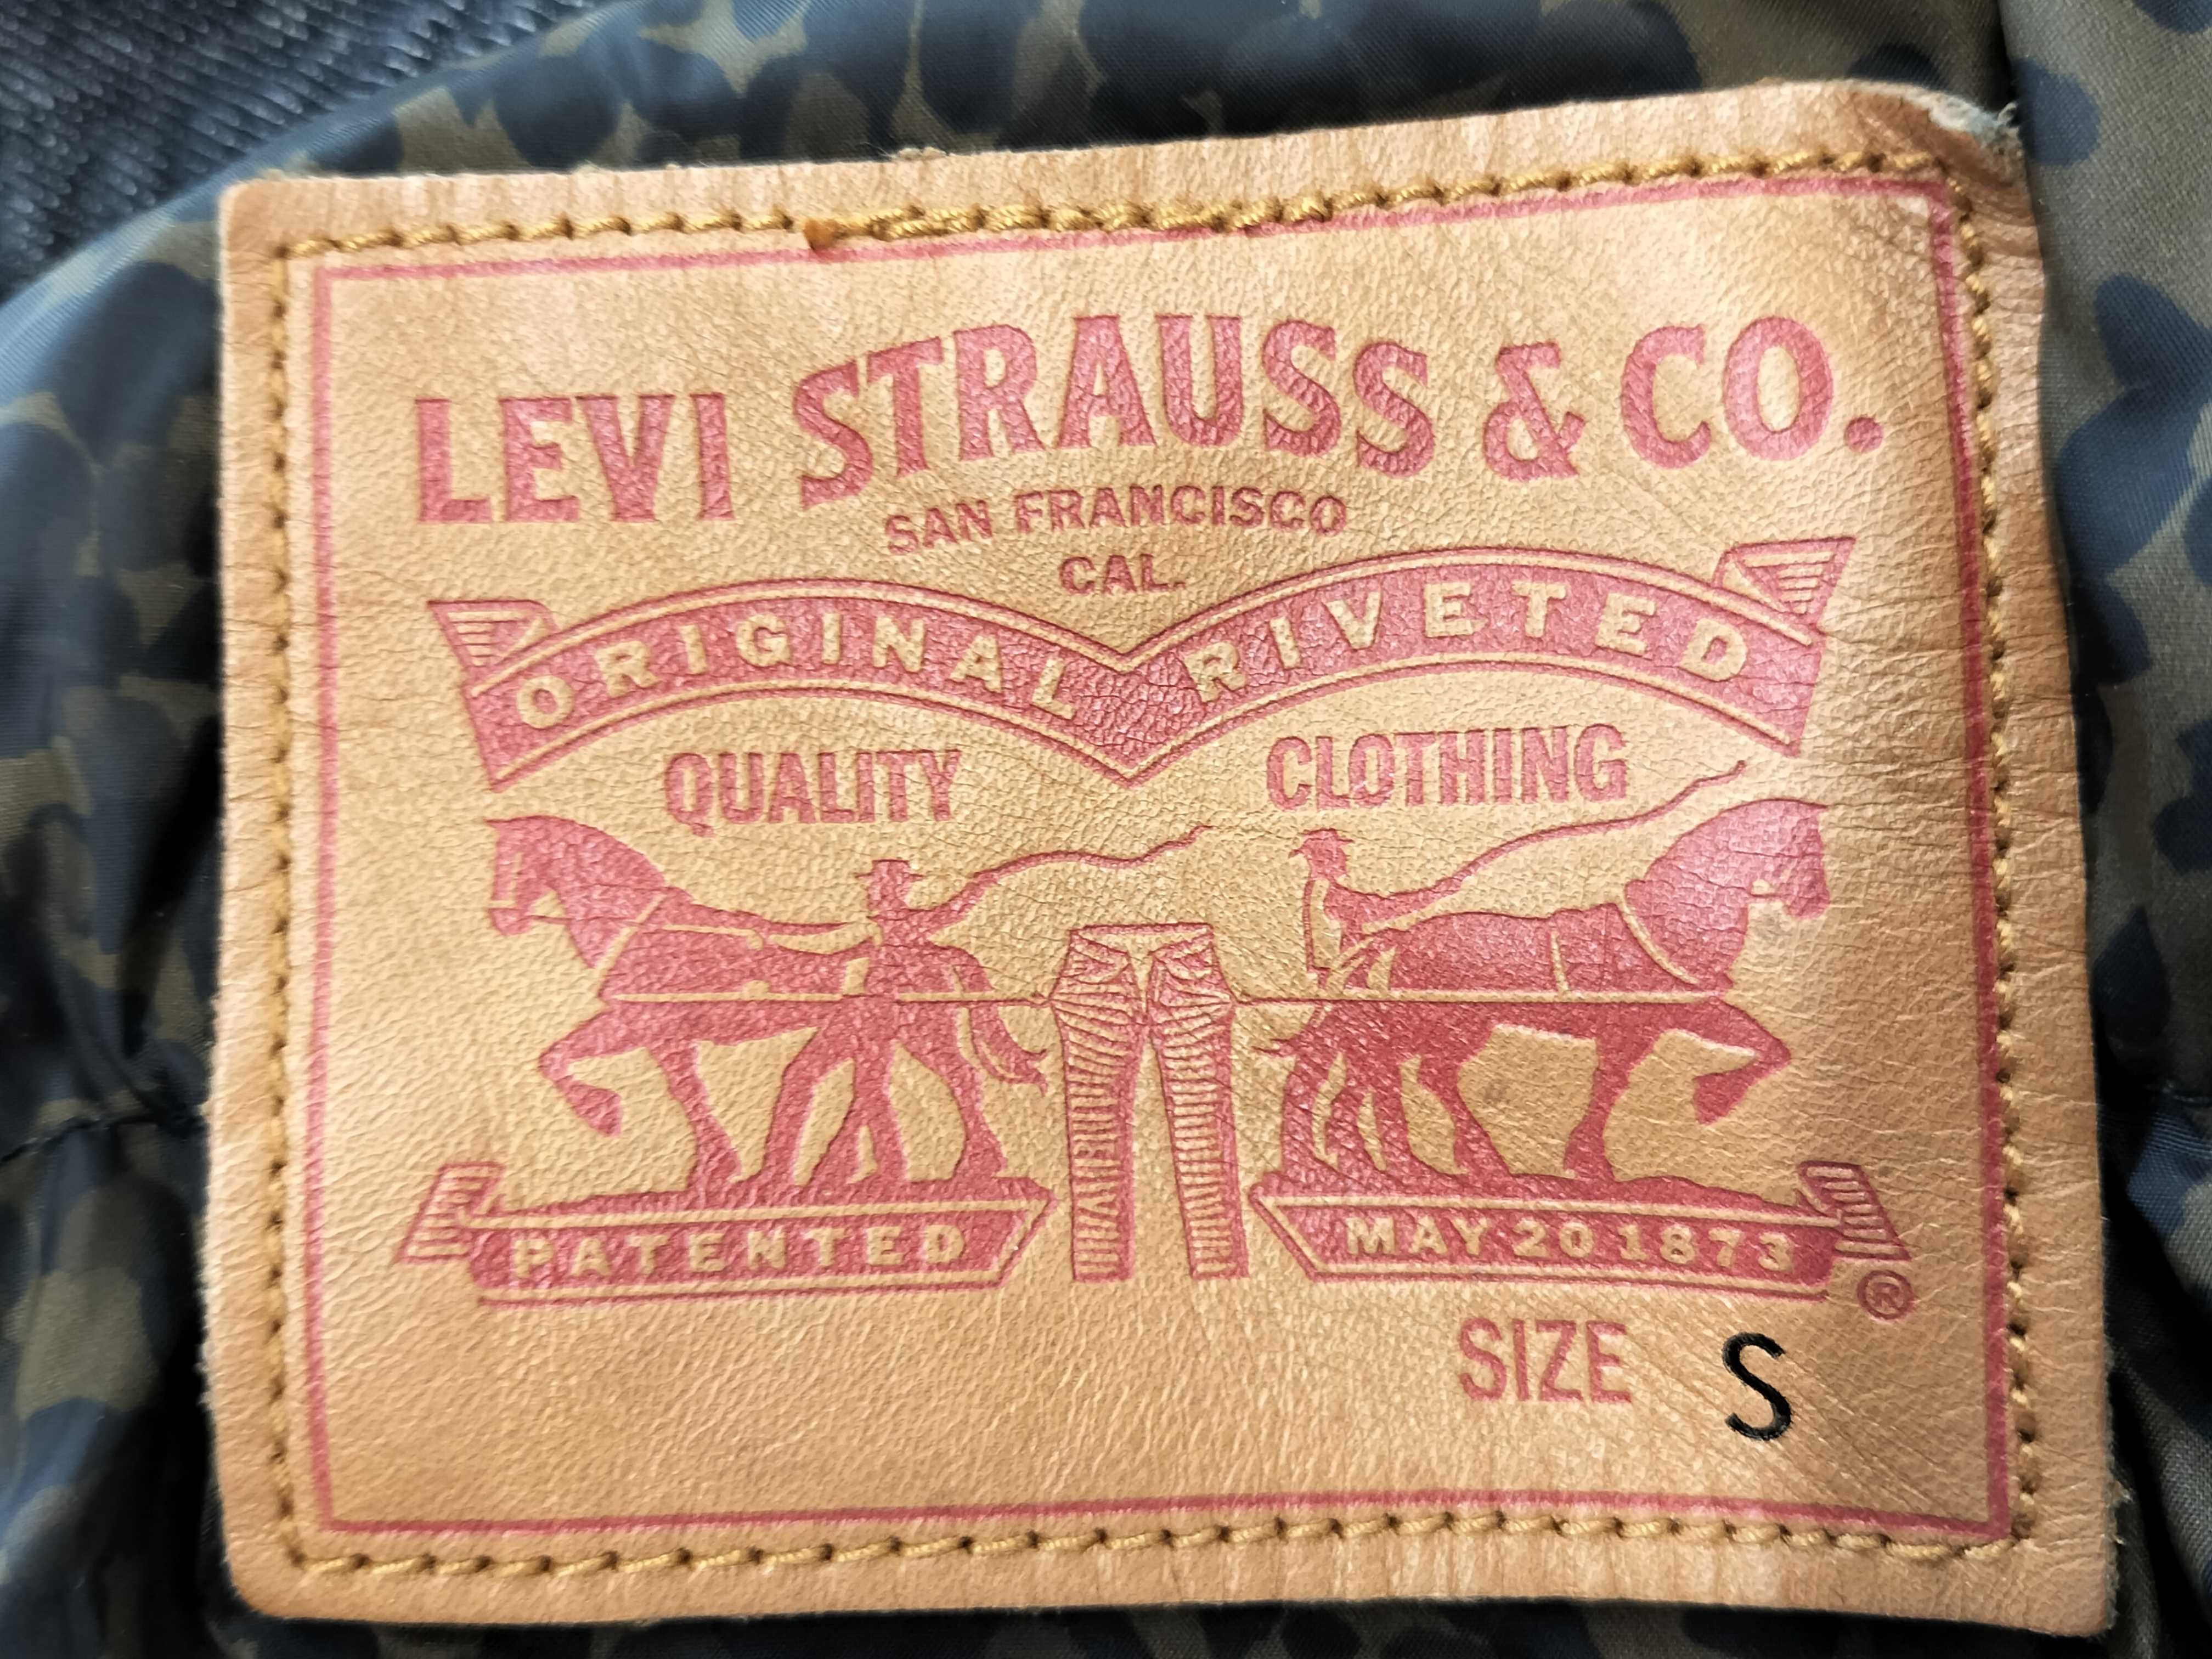 LEVI STRAUSS & CO.
SAN FRANCISCO
CAL.
ORIGINAL RIVETED
QUALITY CLOTHING
PATENTED MAY 20 1873
®
SIZE S